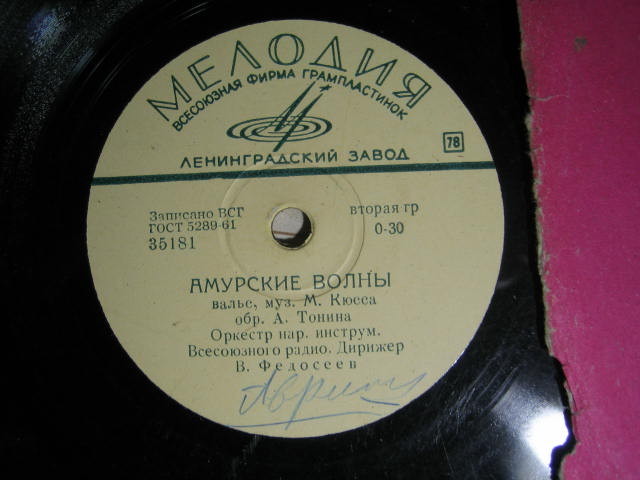 МЕЛОДИЯ
ВСЕСОЮЗНАЯ ФИРМА ГРАМПЛАСТИНОК
ЛЕНИНГРАДСКИЙ ЗАВОД
78
Записано ВСГ вторая гр
ГОСТ 5289-61 0-30
35181
АМУРСКИЕ ВОЛНЫ
вальс, муз. М. Кюсса
обр. А. Тонина
Оркестр нар. инструм.
Всесоюзного радио. Дирижер
В. Федосеев